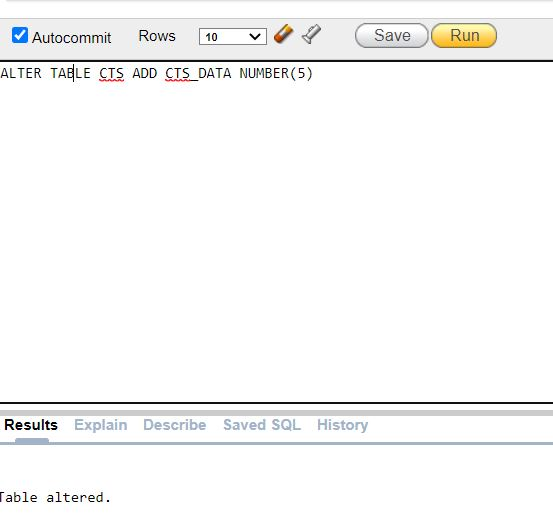 Autocommit Rows 10 Save Run
ALTER TABLE CTS ADD CTS_DATA NUMBER(5)
Results Explain Describe Saved SQL History
Table altered.